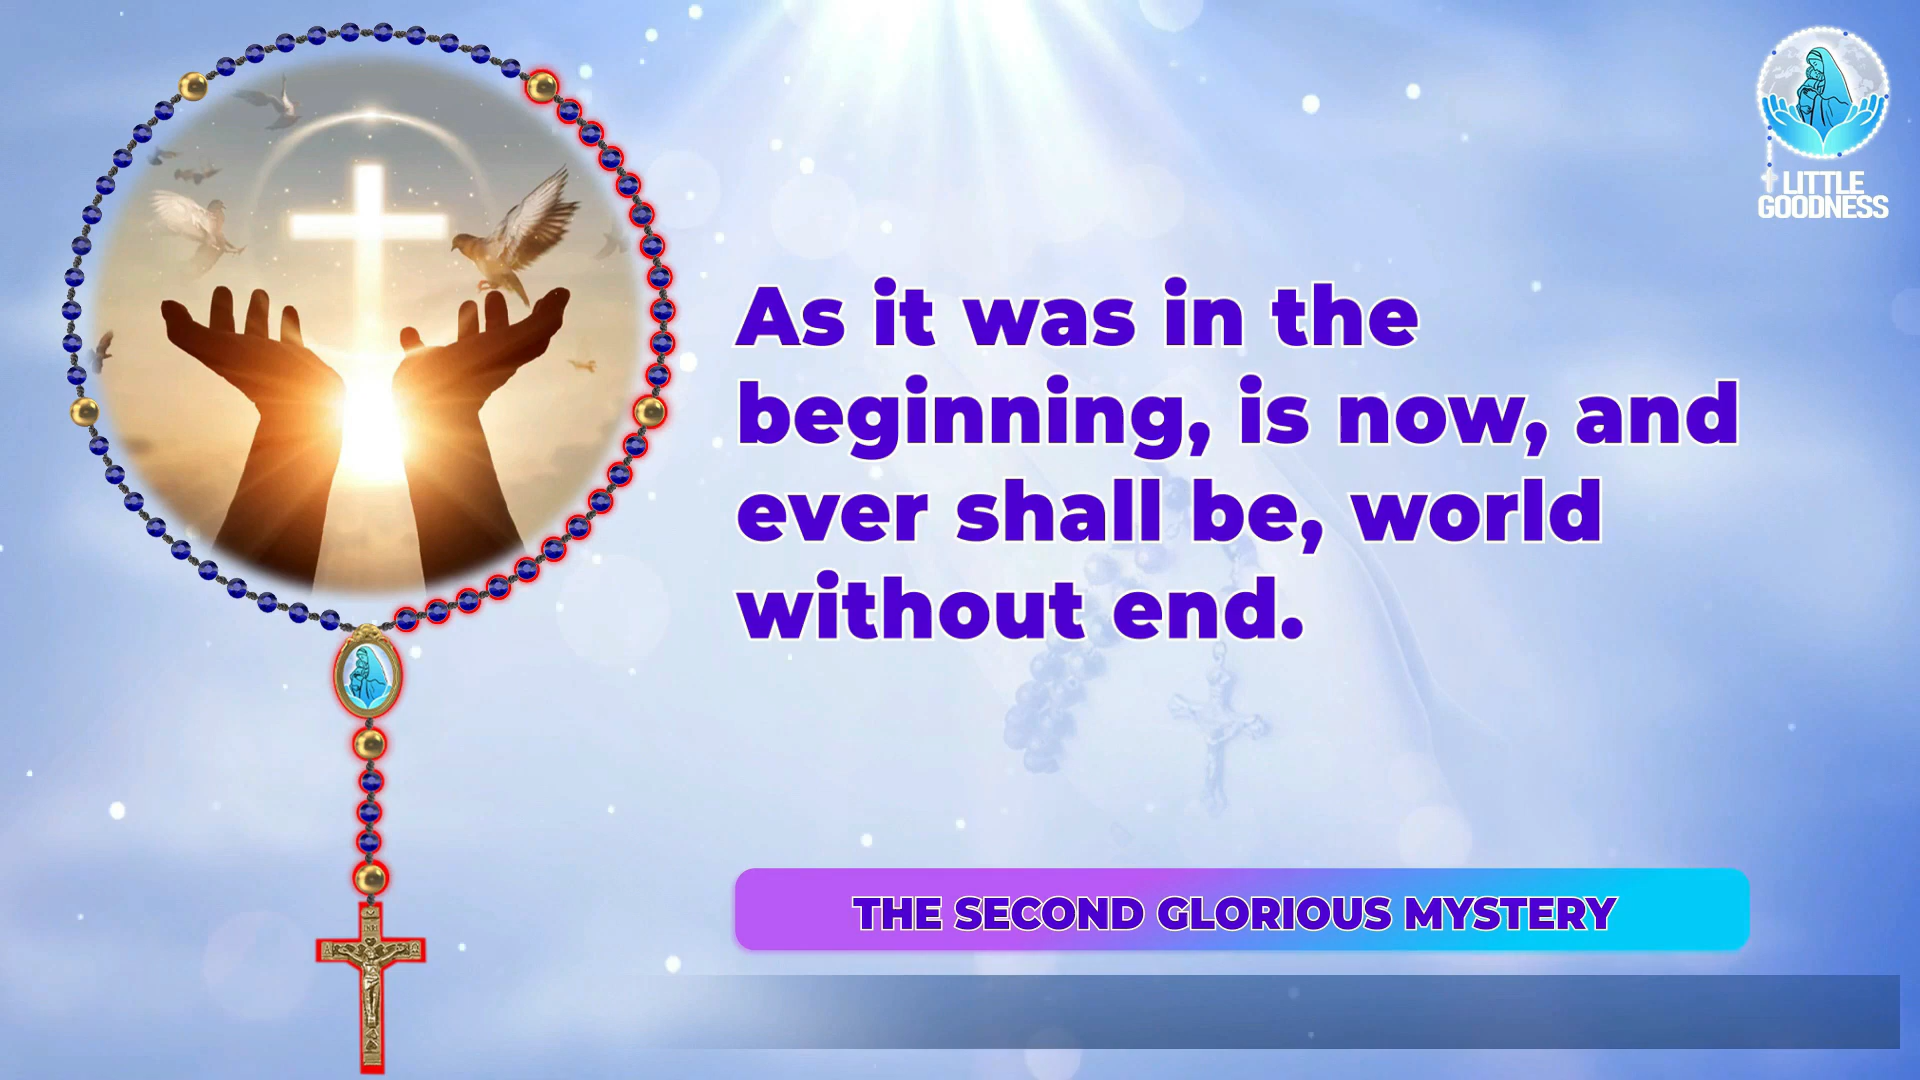 LITTLE
GOODNESS
As it was in the
beginning, is now, and
ever shall be, world
without end.
THE SECOND GLORIOUS MYSTERY